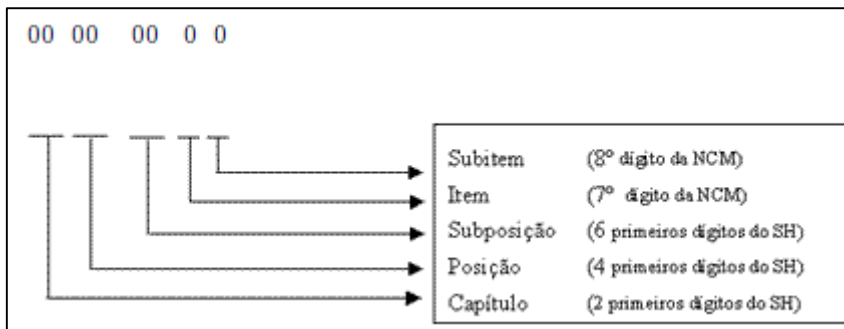 00 00 00 0 0
Subitem (8º dígito da NCM)
Item (7º dígito da NCM)
Subposição (6 primeiros dígitos do SH)
Posição (4 primeiros dígitos do SH)
Capítulo (2 primeiros dígitos do SH)